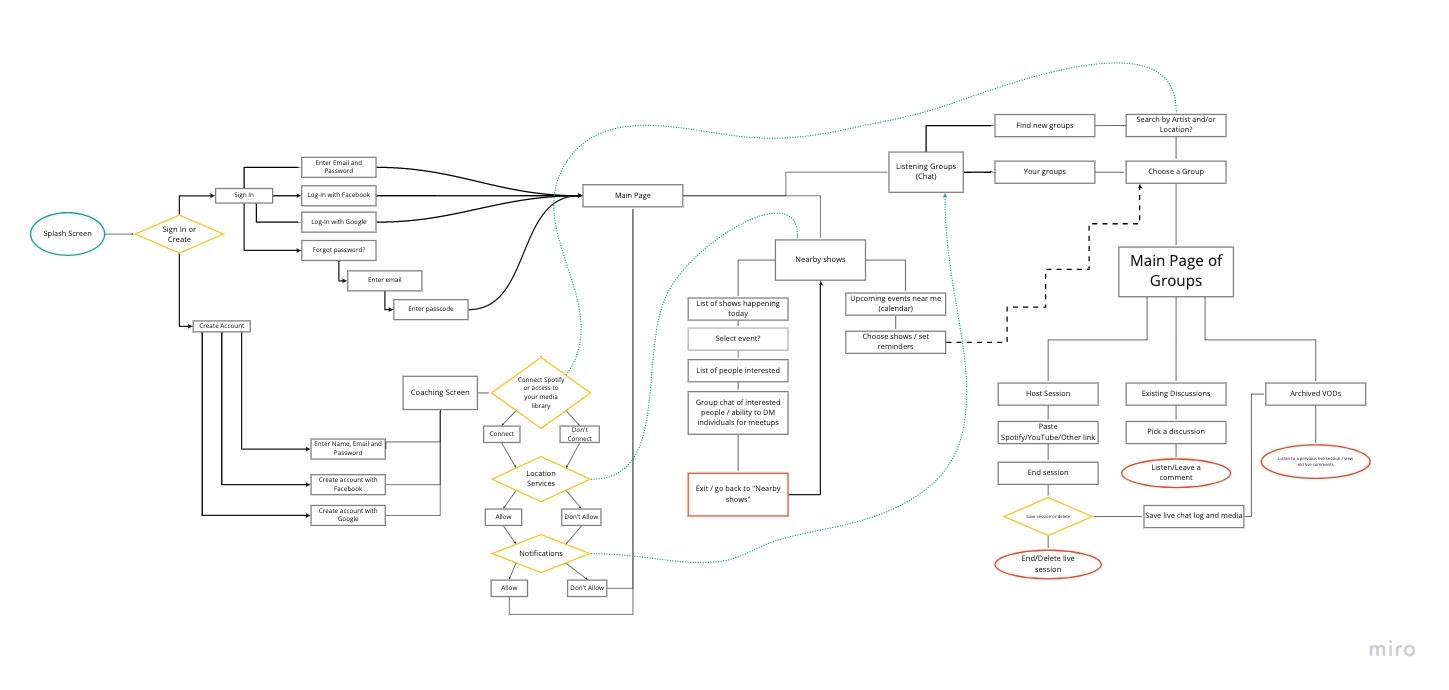 Splash Screen
Sign In or
Create
Sign In
Enter Email and
Password
Log-In with Facebook
Log-In with Google
Forgot password?
Enter email
Enter passcode
Create Account
Enter Name, Email and
Password
Create account with
Facebook
Create account with
Google
Coaching Screen
Connect Spotify
or access to
your media
library
Connect
Don't
Connect
Location
Services
Allow
Don't Allow
Notifications
Allow
Don't Allow
Main Page
Nearby shows
List of shows happening
today
Select event?
List of people interested
Group chat of interested
people / ability to DM
individuals for meetups
Exit / go back to "Nearby
shows"
Upcoming events near me
(calendar)
Choose shows / set
reminders
Listening Groups
(Chat)
Find new groups
Search by Artist and/or
Location?
Your groups
Choose a Group
Main Page of
Groups
Host Session
Paste
Spotify/YouTube/Other link
End session
Save session or delete
End/Delete live
session
Save live chat log and media
Existing Discussions
Pick a discussion
Listen/Leave a
comment
Archived VODs
Listen to a previous live session / view
old live comments
miro